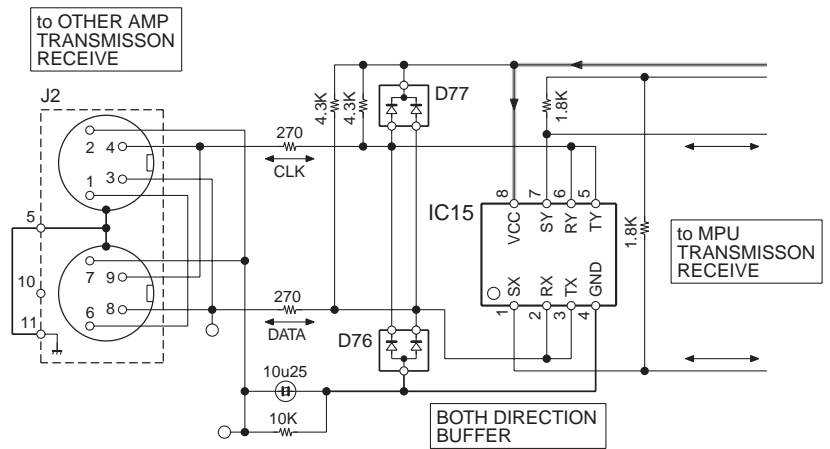 to OTHER AMP
TRANSMISSON
RECEIVE
J2
2 4
1 3
5
7 9
10
6 8
11
270
CLK
270
DATA
4.3K
4.3K
D77
D76
10u25
10K
1.8K
8 7 6 5
IC15
VCC SY RY TY
SX RX TX GND
1 2 3 4
1.8K
to MPU
TRANSMISSON
RECEIVE
BOTH DIRECTION
BUFFER